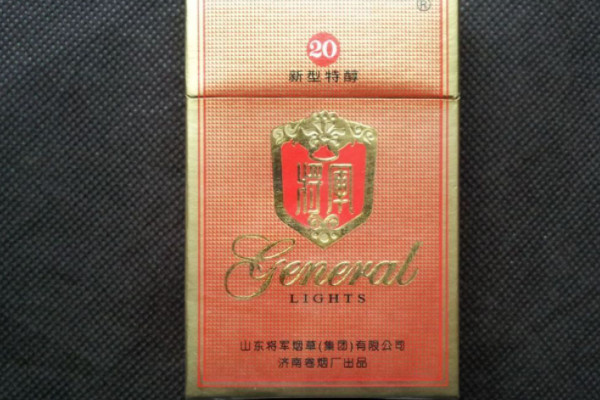 ®
20
新型特醇
將軍
General
LIGHTS
山东将军烟草(集团)有限公司
济南卷烟厂出品